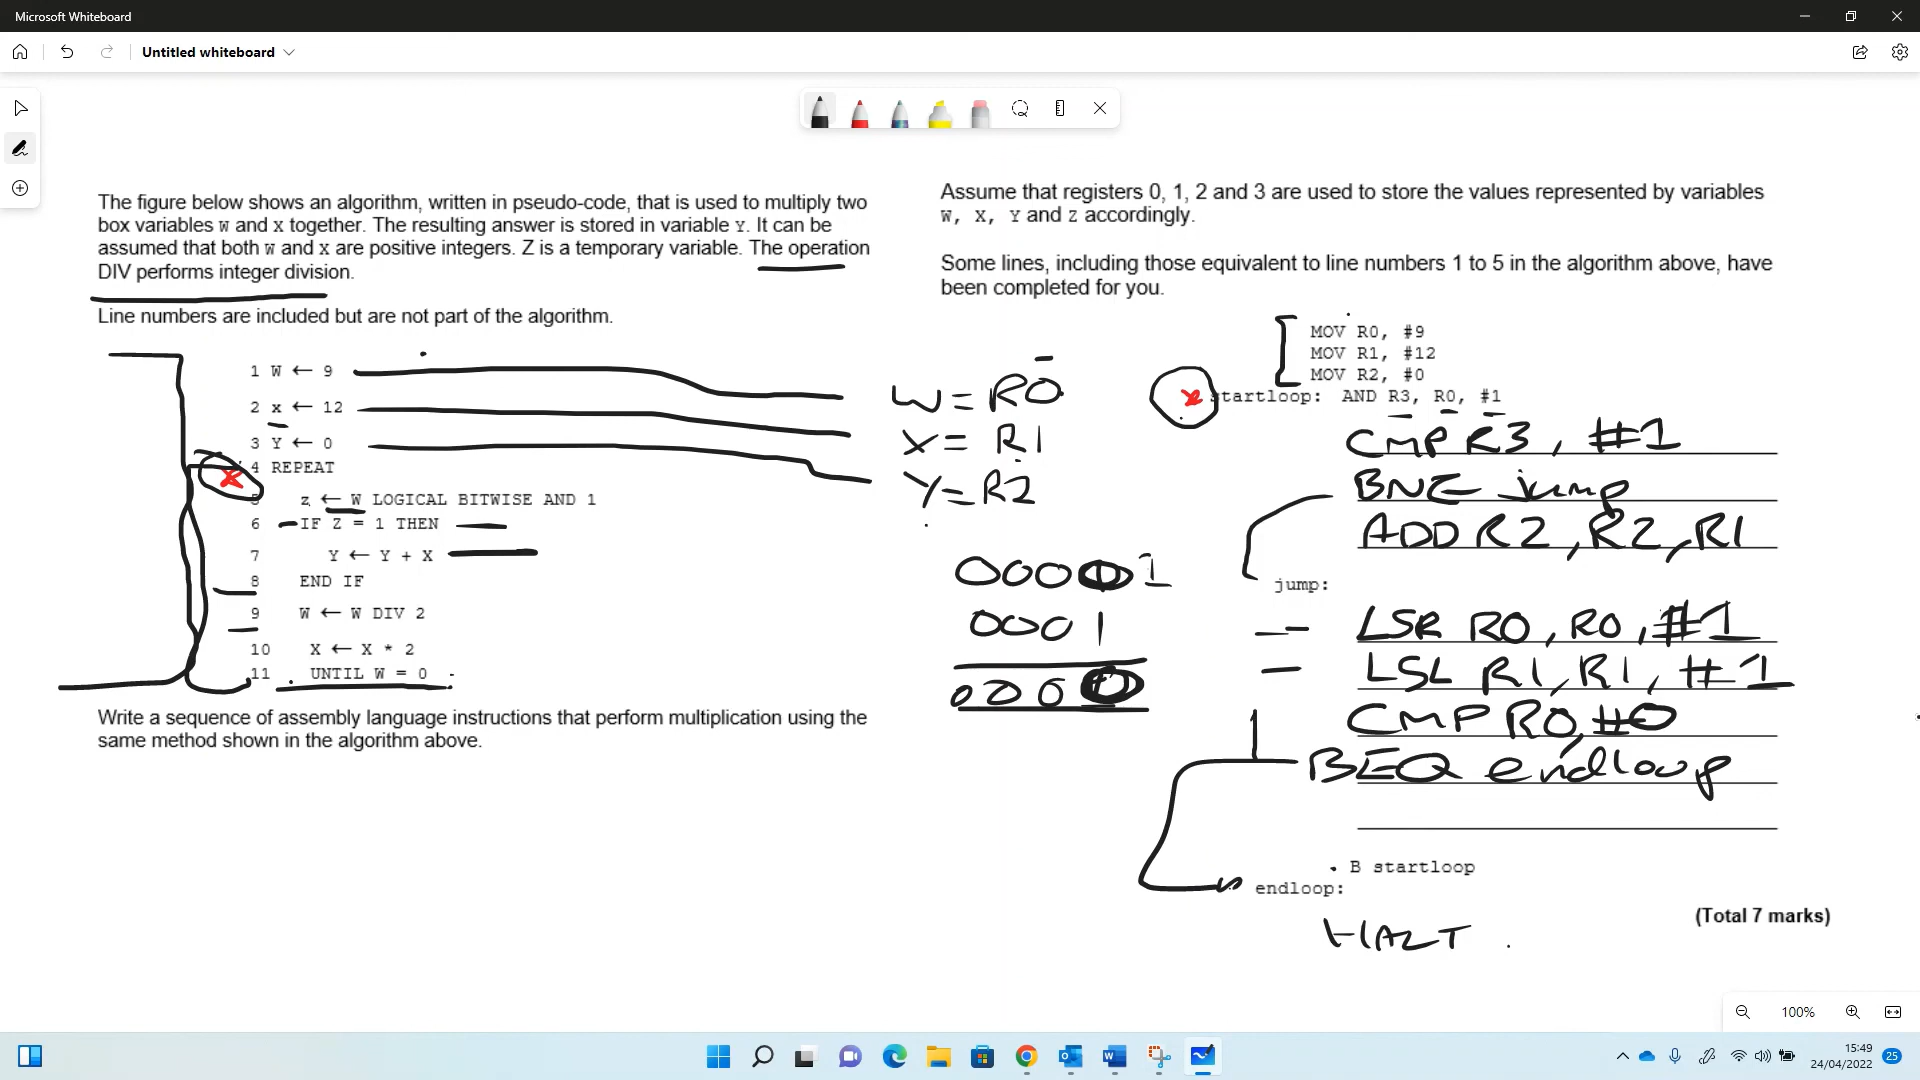 Microsoft Whiteboard
Untitled whiteboard
The figure below shows an algorithm, written in pseudo-code, that is used to multiply two
box variables W and X together. The resulting answer is stored in variable Y. It can be
assumed that both W and X are positive integers. Z is a temporary variable. The operation
DIV performs integer division.
Line numbers are included but are not part of the algorithm.
1 W ← 9
2 x ← 12
3 Y ← 0
4 REPEAT
5 z ← W LOGICAL BITWISE AND 1
6 IF Z = 1 THEN
7 Y ← Y + X
8 END IF
9 W ← W DIV 2
10 X ← X * 2
11 UNTIL W = 0
Write a sequence of assembly language instructions that perform multiplication using the
same method shown in the algorithm above.
W = R0
X = R1
Y = R2
0001
Assume that registers 0, 1, 2 and 3 are used to store the values represented by variables
W, X, Y and Z accordingly.
Some lines, including those equivalent to line numbers 1 to 5 in the algorithm above, have
been completed for you.
MOV R0, #9
MOV R1, #12
MOV R2, #0
startloop: AND R3, R0, #1
CMP R3, #1
BNE jump
ADD R2, R2, R1
jump:
LSR R0, R0, #1
LSL R1, R1, #1
CMP R0, #0
BEQ endloop
B startloop
endloop:
HALT
(Total 7 marks)
100%
15:49
24/04/2022
25